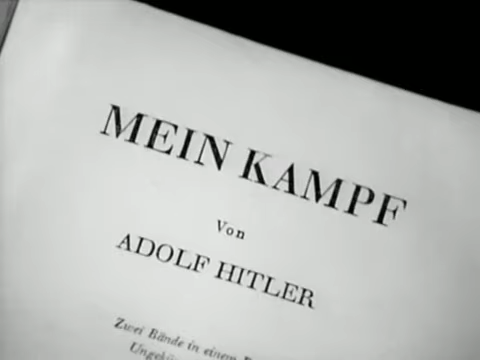 MEIN KAMPF
Von
ADOLF HITLER
Zwei Bände in einem